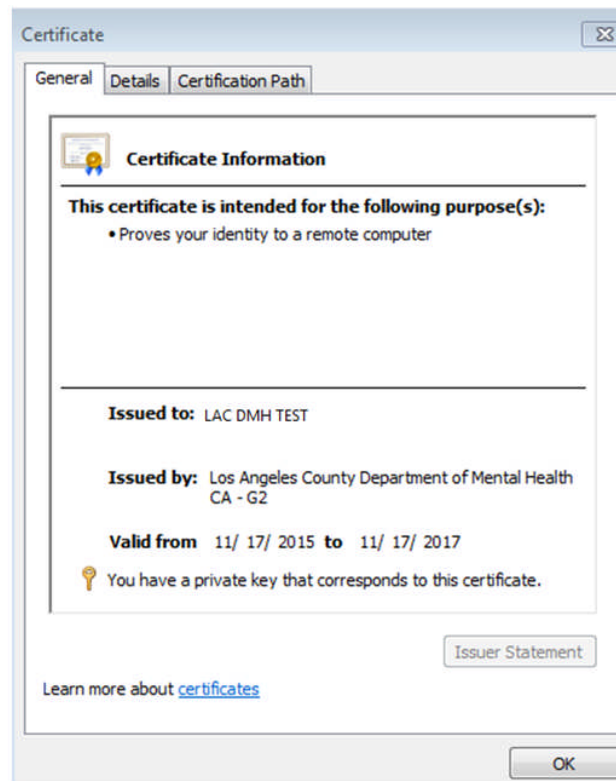 Certificate
General Details Certification Path
Certificate Information
This certificate is intended for the following purpose(s):
• Proves your identity to a remote computer
Issued to: LAC DMH TEST
Issued by: Los Angeles County Department of Mental Health
CA - G2
Valid from 11/ 17/ 2015 to 11/ 17/ 2017
You have a private key that corresponds to this certificate.
Issuer Statement
Learn more about certificates
OK